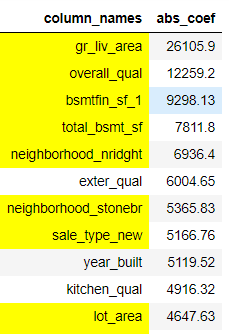 column_names abs_coef
gr_liv_area 26105.9
overall_qual 12259.2
bsmtfin_sf_1 9298.13
total_bsmt_sf 7811.8
neighborhood_nridght 6936.4
exter_qual 6004.65
neighborhood_stonebr 5365.83
sale_type_new 5166.76
year_built 5119.52
kitchen_qual 4916.32
lot_area 4647.63